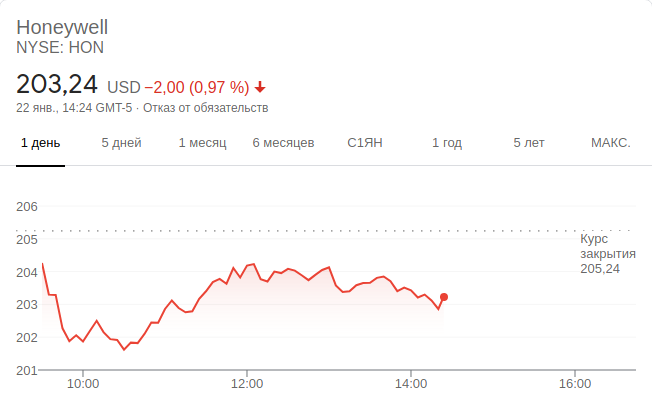 Honeywell
NYSE: HON
203,24 USD −2,00 (0,97 %)
22 янв., 14:24 GMT-5 · Отказ от обязательств
1 день 5 дней 1 месяц 6 месяцев С1ЯН 1 год 5 лет МАКС.
206
205
204
203
202
201
Курс
закрытия
205,24
10:00 12:00 14:00 16:00